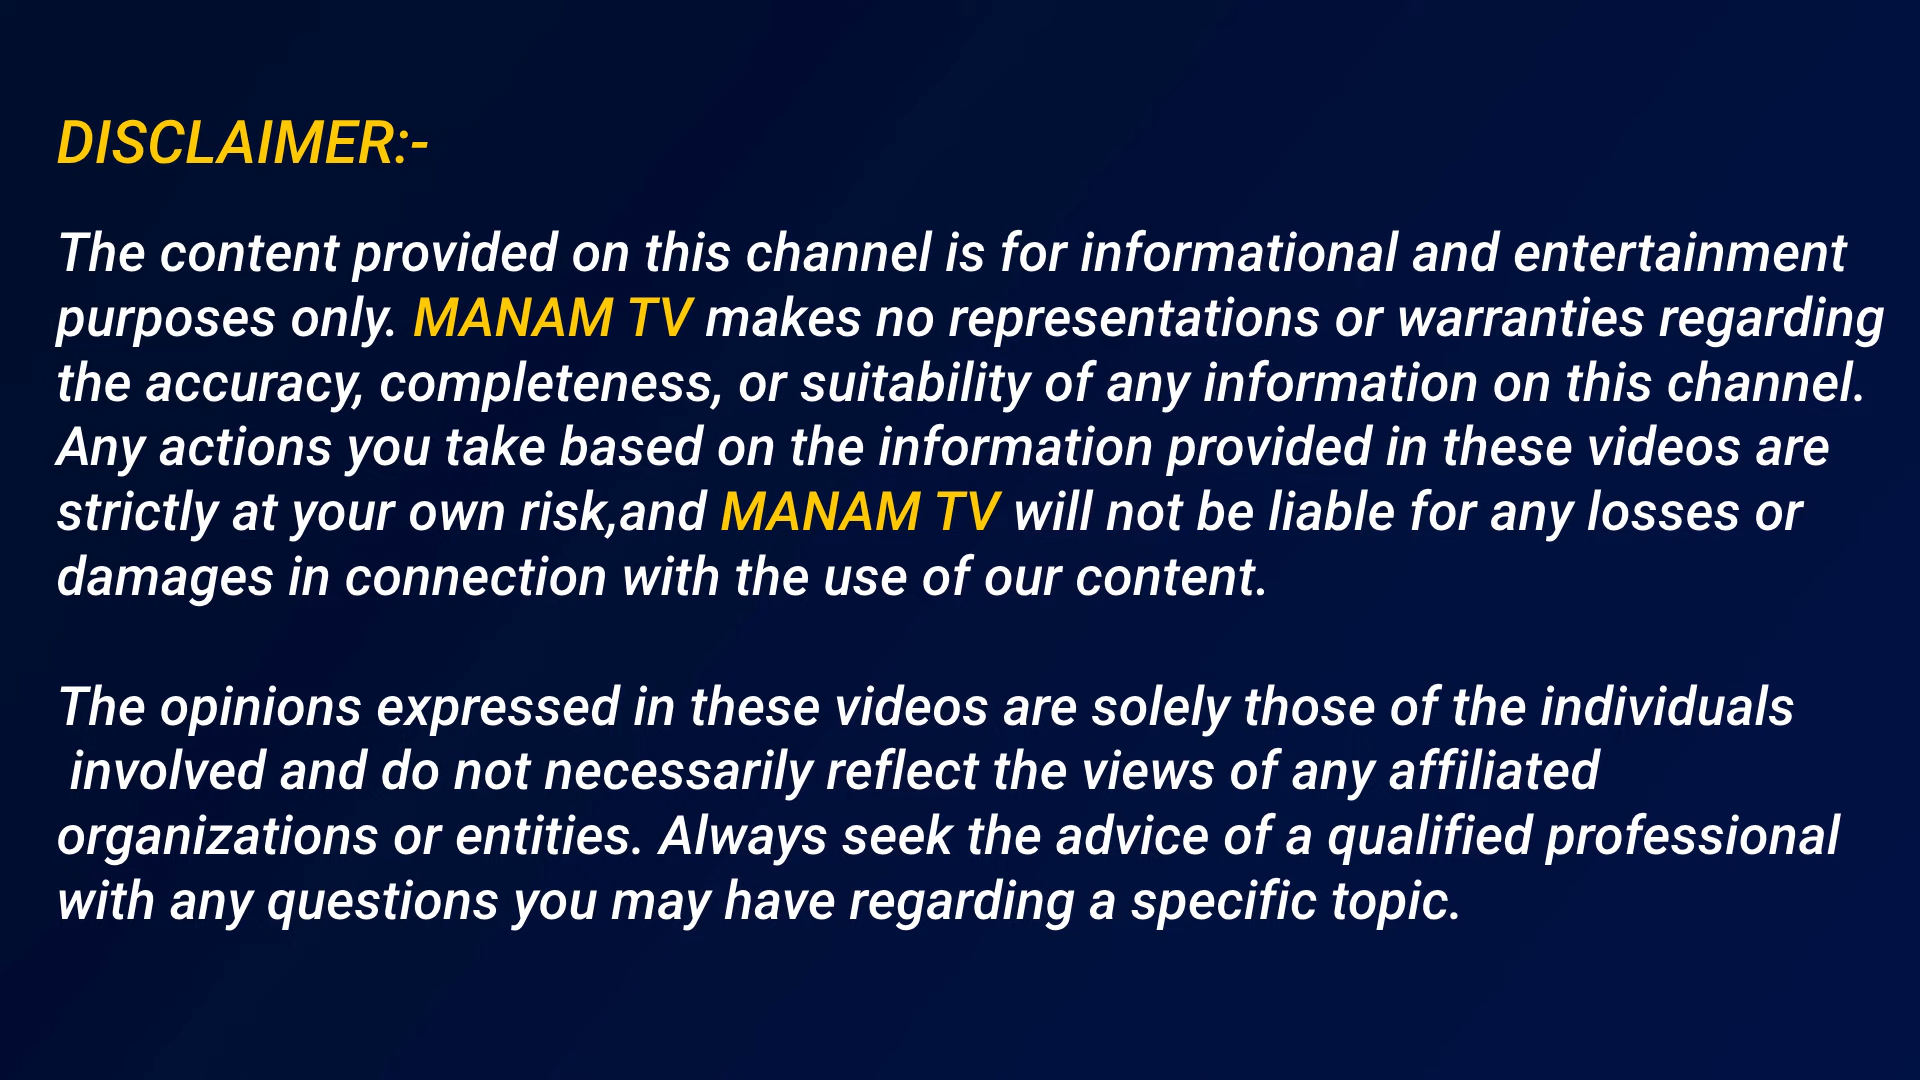 DISCLAIMER:-
The content provided on this channel is for informational and entertainment
purposes only. MANAM TV makes no representations or warranties regarding
the accuracy, completeness, or suitability of any information on this channel.
Any actions you take based on the information provided in these videos are
strictly at your own risk,and MANAM TV will not be liable for any losses or
damages in connection with the use of our content.
The opinions expressed in these videos are solely those of the individuals
involved and do not necessarily reflect the views of any affiliated
organizations or entities. Always seek the advice of a qualified professional
with any questions you may have regarding a specific topic.